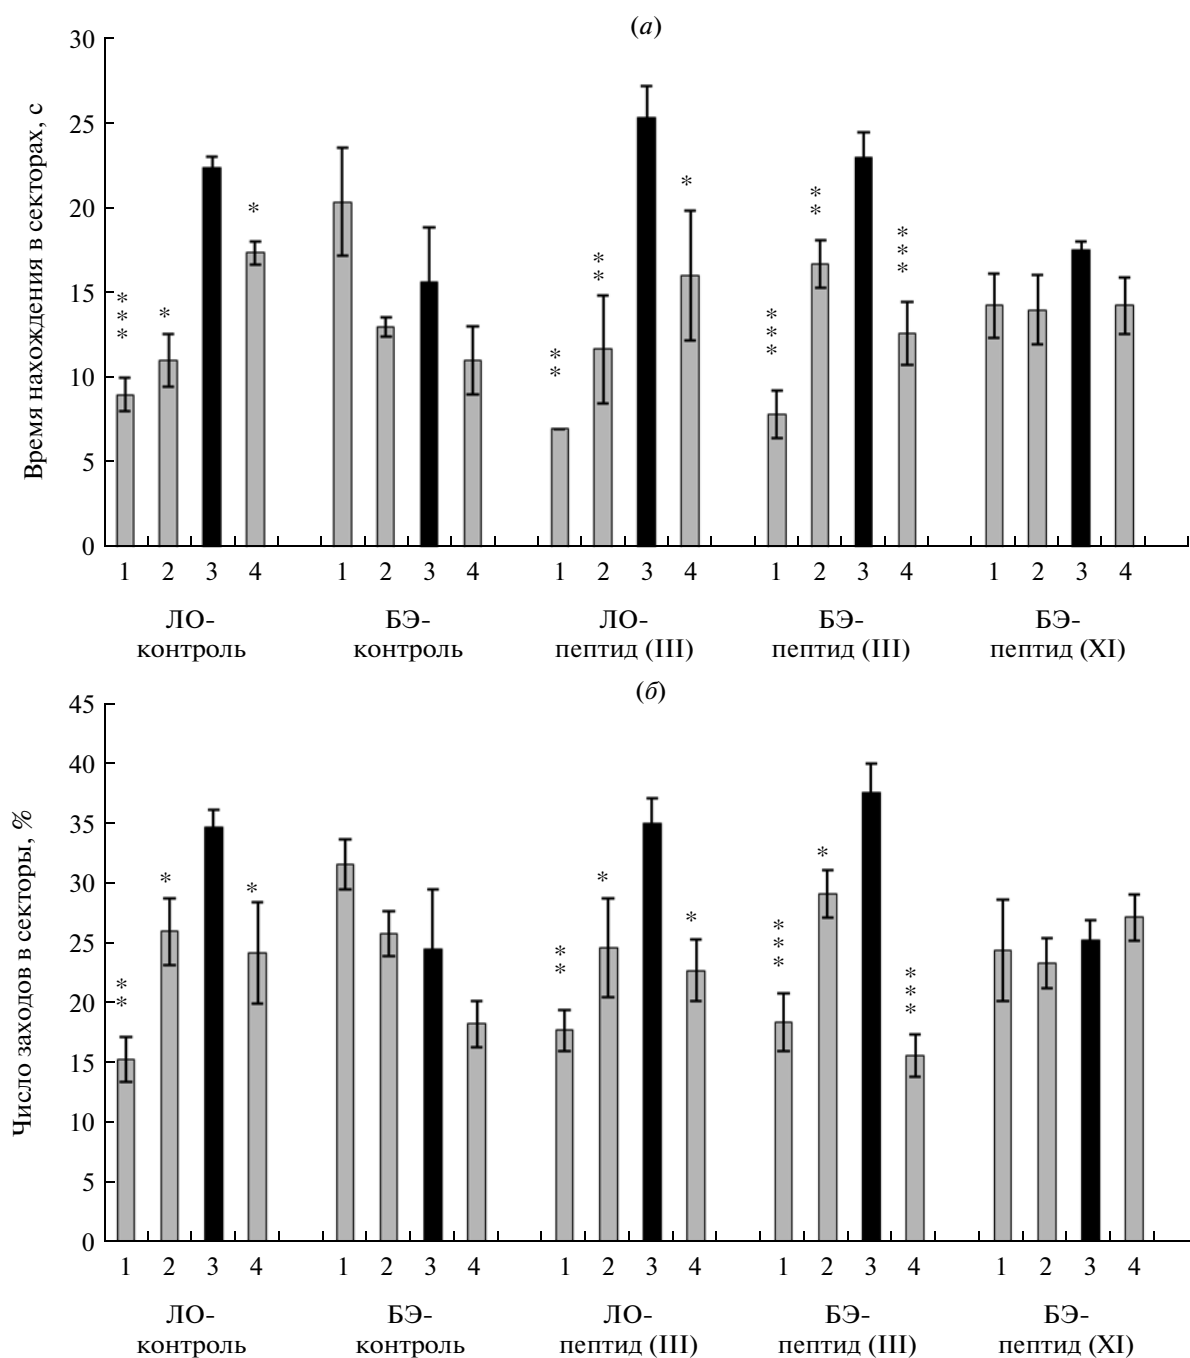 (а)
Время нахождения в секторах, с
30
25
20
15
10
5
0
***
*
*
**
**
*
***
**
***
1 2 3 4 1 2 3 4 1 2 3 4 1 2 3 4 1 2 3 4
ЛО-
контроль
БЭ-
контроль
ЛО-
пептид (III)
БЭ-
пептид (III)
БЭ-
пептид (XI)
(б)
Число заходов в секторы, %
45
40
35
30
25
20
15
10
5
0
**
*
*
**
*
*
***
*
***
1 2 3 4 1 2 3 4 1 2 3 4 1 2 3 4 1 2 3 4
ЛО-
контроль
БЭ-
контроль
ЛО-
пептид (III)
БЭ-
пептид (III)
БЭ-
пептид (XI)